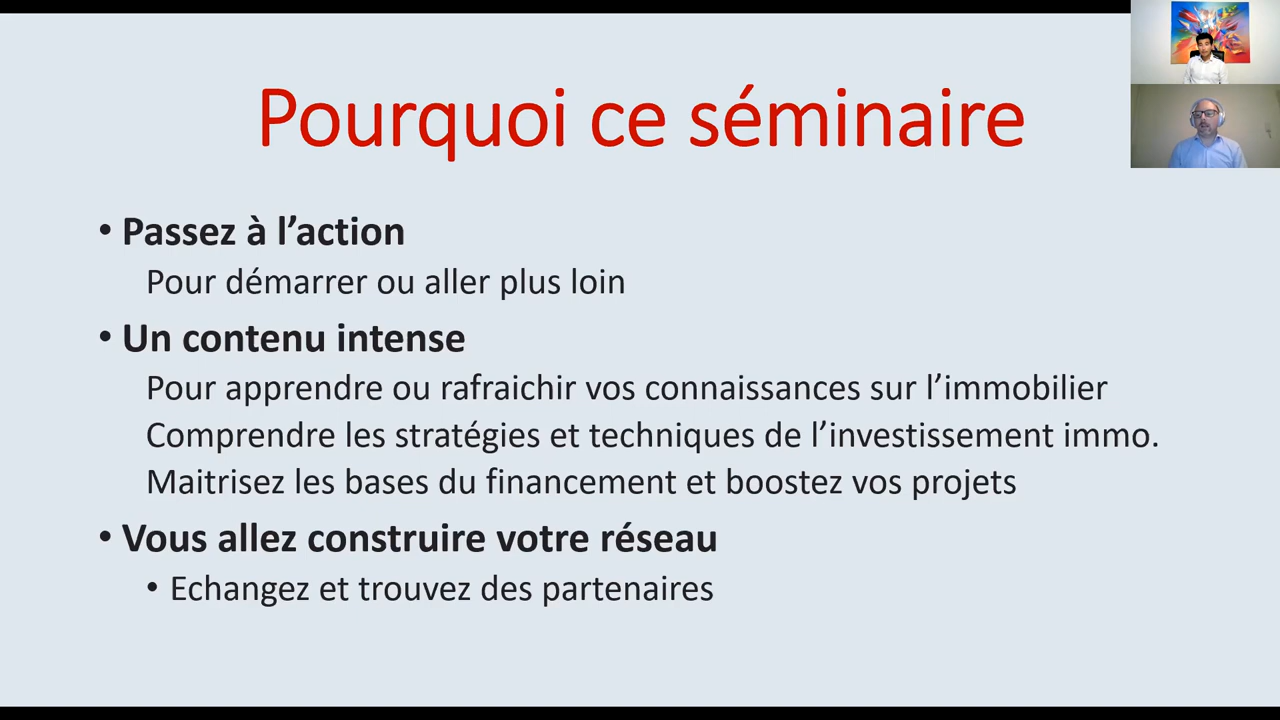 Pourquoi ce séminaire
• Passez à l’action
Pour démarrer ou aller plus loin
• Un contenu intense
Pour apprendre ou rafraichir vos connaissances sur l’immobilier
Comprendre les stratégies et techniques de l’investissement immo.
Maitrisez les bases du financement et boostez vos projets
• Vous allez construire votre réseau
• Echangez et trouvez des partenaires